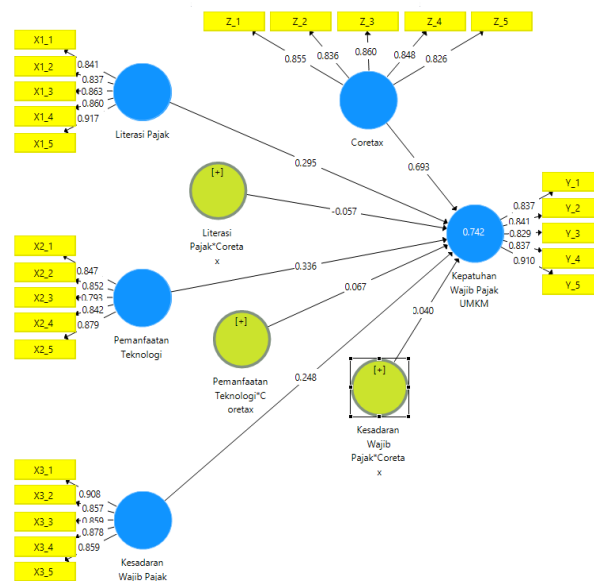 Z_1
Z_2
Z_3
Z_4
Z_5
0.855
0.836
0.860
0.848
0.826
Coretax
X1_1
X1_2
X1_3
X1_4
X1_5
0.841
0.837
0.863
0.860
0.917
Literasi Pajak
0.295
0.693
[+]
Literasi
Pajak*Coreta
x
-0.057
X2_1
X2_2
X2_3
X2_4
X2_5
0.847
0.852
0.793
0.842
0.879
Pemanfaatan
Teknologi
0.336
[+]
Pemanfaatan
Teknologi*C
oretax
0.067
0.742
Kepatuhan
Wajib Pajak
UMKM
Y_1
Y_2
Y_3
Y_4
Y_5
0.837
0.841
0.829
0.837
0.910
0.040
[+]
Kesadaran
Wajib
Pajak*Coreta
x
0.248
X3_1
X3_2
X3_3
X3_4
X3_5
0.908
0.857
0.859
0.878
0.859
Kesadaran
Wajib Pajak